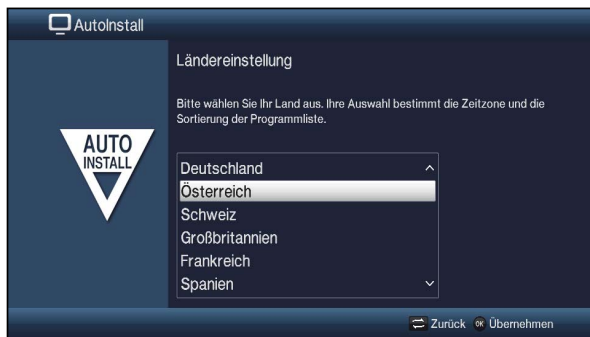 AutoInstall
Ländereinstellung
Bitte wählen Sie Ihr Land aus. Ihre Auswahl bestimmt die Zeitzone und die
Sortierung der Programmliste.
AUTO
INSTALL
Deutschland
Österreich
Schweiz
Großbritannien
Frankreich
Spanien
Zurück OK Übernehmen